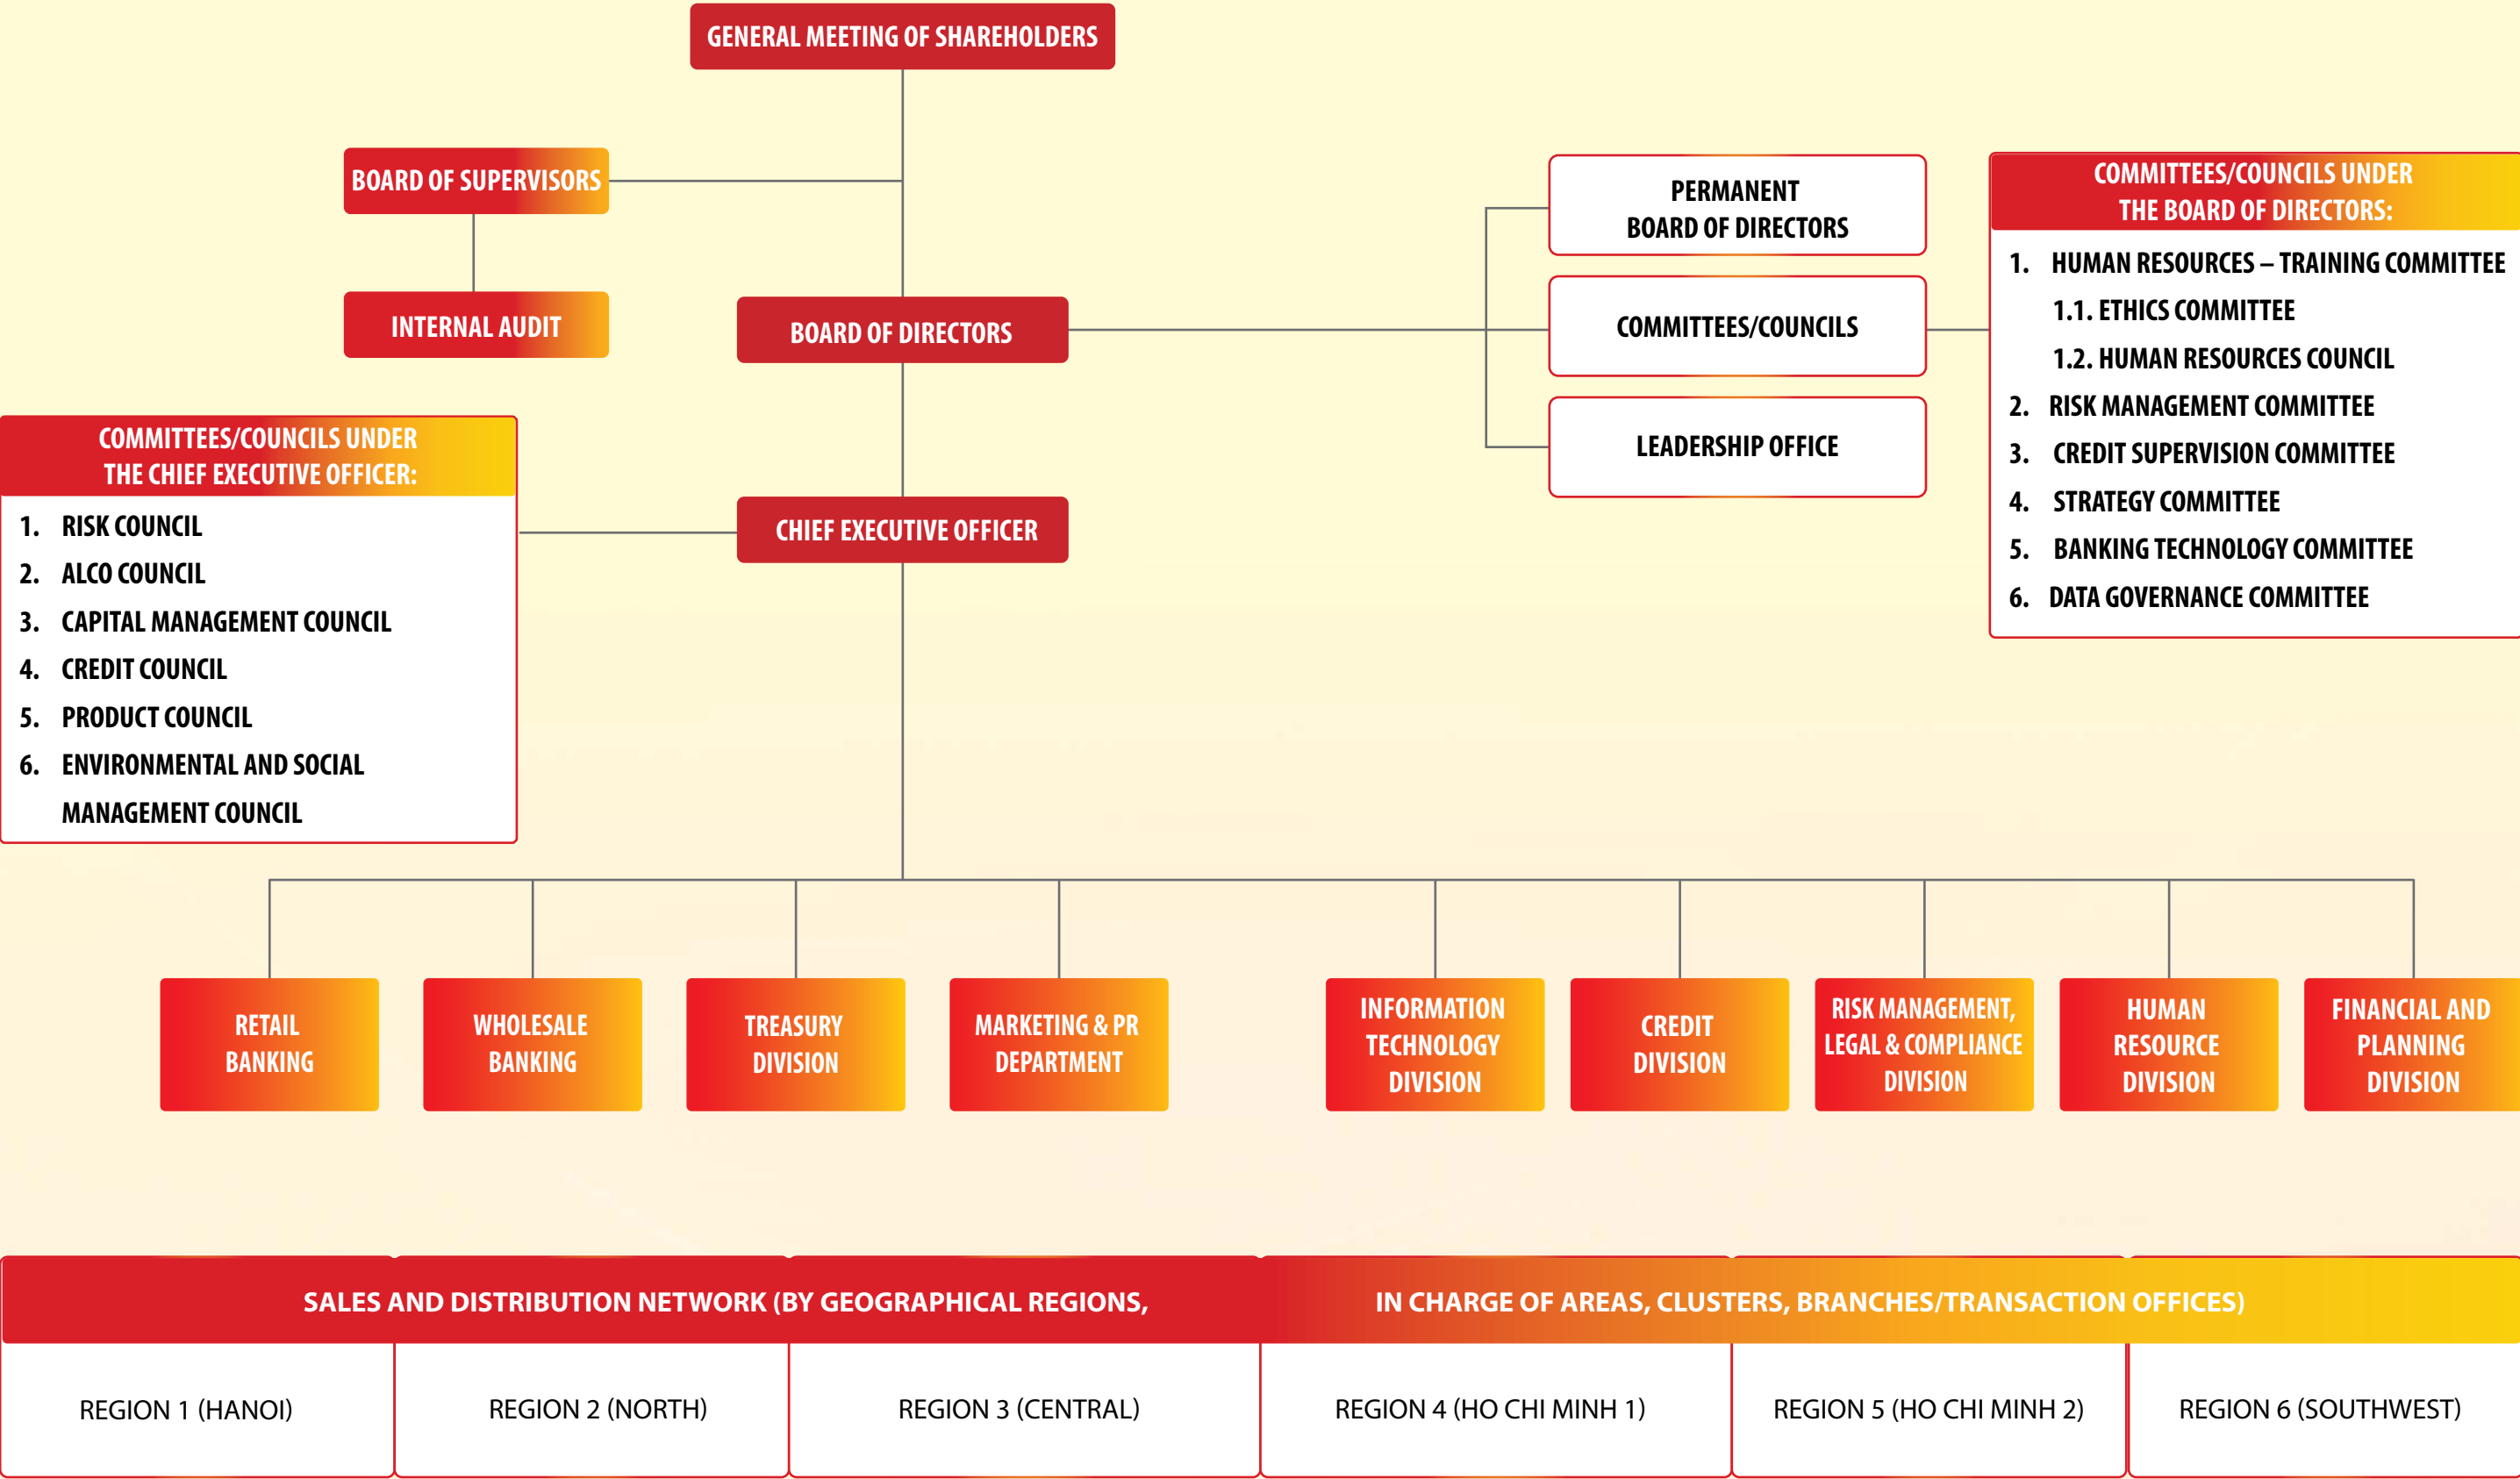 GENERAL MEETING OF SHAREHOLDERS
BOARD OF SUPERVISORS
INTERNAL AUDIT
BOARD OF DIRECTORS
PERMANENT
BOARD OF DIRECTORS
COMMITTEES/COUNCILS
LEADERSHIP OFFICE
COMMITTEES/COUNCILS UNDER
THE BOARD OF DIRECTORS:
1. HUMAN RESOURCES – TRAINING COMMITTEE
1.1. ETHICS COMMITTEE
1.2. HUMAN RESOURCES COUNCIL
2. RISK MANAGEMENT COMMITTEE
3. CREDIT SUPERVISION COMMITTEE
4. STRATEGY COMMITTEE
5. BANKING TECHNOLOGY COMMITTEE
6. DATA GOVERNANCE COMMITTEE
COMMITTEES/COUNCILS UNDER
THE CHIEF EXECUTIVE OFFICER:
1. RISK COUNCIL
2. ALCO COUNCIL
3. CAPITAL MANAGEMENT COUNCIL
4. CREDIT COUNCIL
5. PRODUCT COUNCIL
6. ENVIRONMENTAL AND SOCIAL
MANAGEMENT COUNCIL
CHIEF EXECUTIVE OFFICER
RETAIL
BANKING
WHOLESALE
BANKING
TREASURY
DIVISION
MARKETING & PR
DEPARTMENT
INFORMATION
TECHNOLOGY
DIVISION
CREDIT
DIVISION
RISK MANAGEMENT,
LEGAL & COMPLIANCE
DIVISION
HUMAN
RESOURCE
DIVISION
FINANCIAL AND
PLANNING
DIVISION
SALES AND DISTRIBUTION NETWORK (BY GEOGRAPHICAL REGIONS, IN CHARGE OF AREAS, CLUSTERS, BRANCHES/TRANSACTION OFFICES)
REGION 1 (HANOI)
REGION 2 (NORTH)
REGION 3 (CENTRAL)
REGION 4 (HO CHI MINH 1)
REGION 5 (HO CHI MINH 2)
REGION 6 (SOUTHWEST)